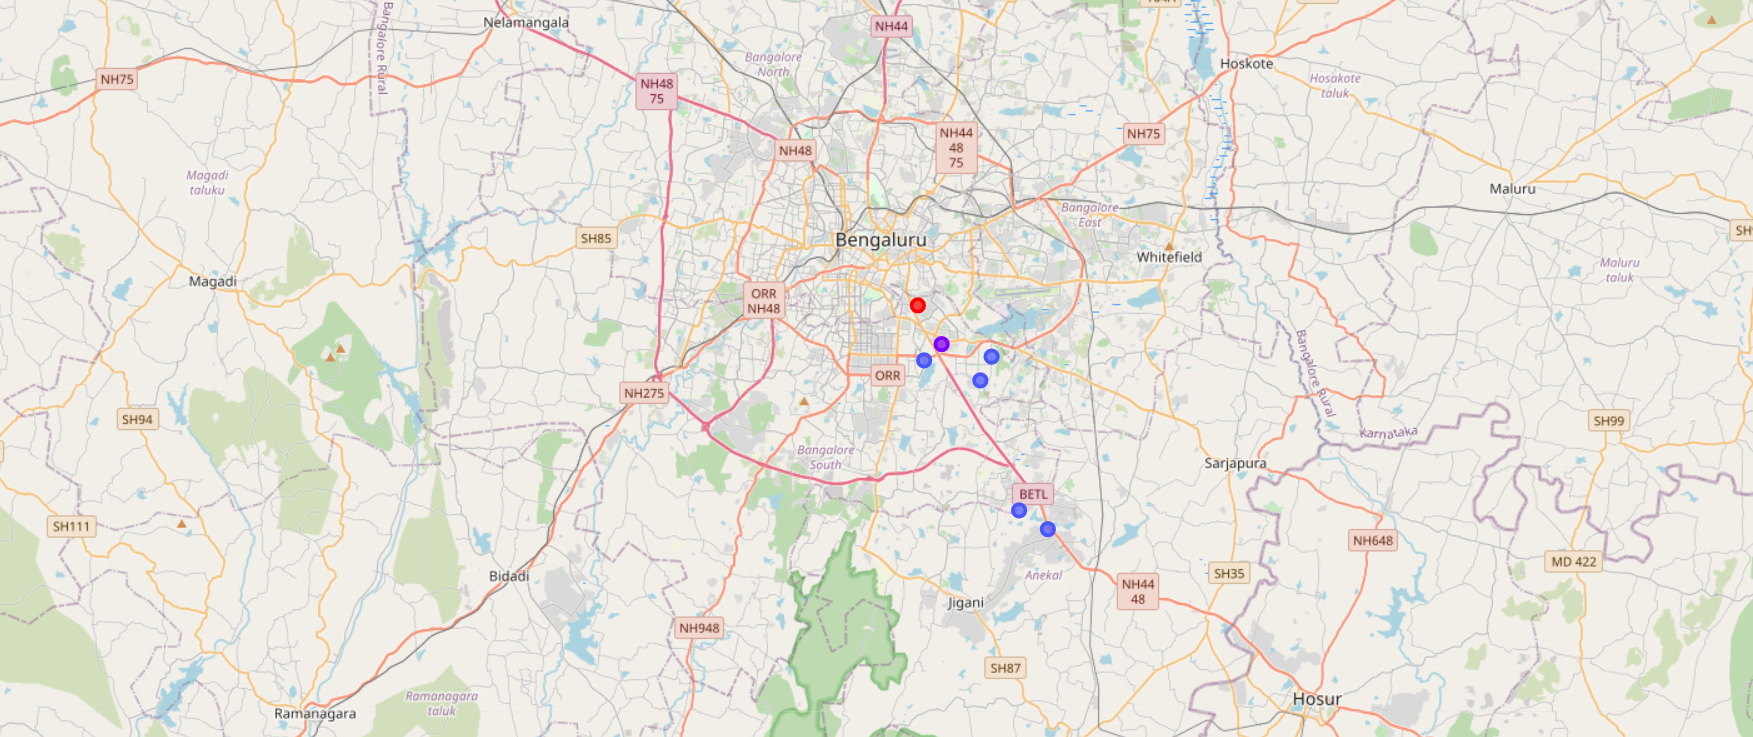 Nelamangala
NH44
Bangalore
North
Hoskote
Hosakote
taluk
Bangalore Rural
NH75
NH48
75
NH44
48
75
NH75
NH48
Magadi
taluku
Maluru
Bangalore
East
SH85
Bengaluru
Whitefield
Maluru
taluk
Magadi
ORR
NH48
Bangalore Rural
ORR
NH275
SH94
SH99
Karnataka
Bangalore
South
Sarjapura
BETL
SH111
NH648
MD 422
Bidadi
Anekal
SH35
NH44
48
Jigani
NH948
SH87
Ramanagara
taluk
Hosur
Ramanagara